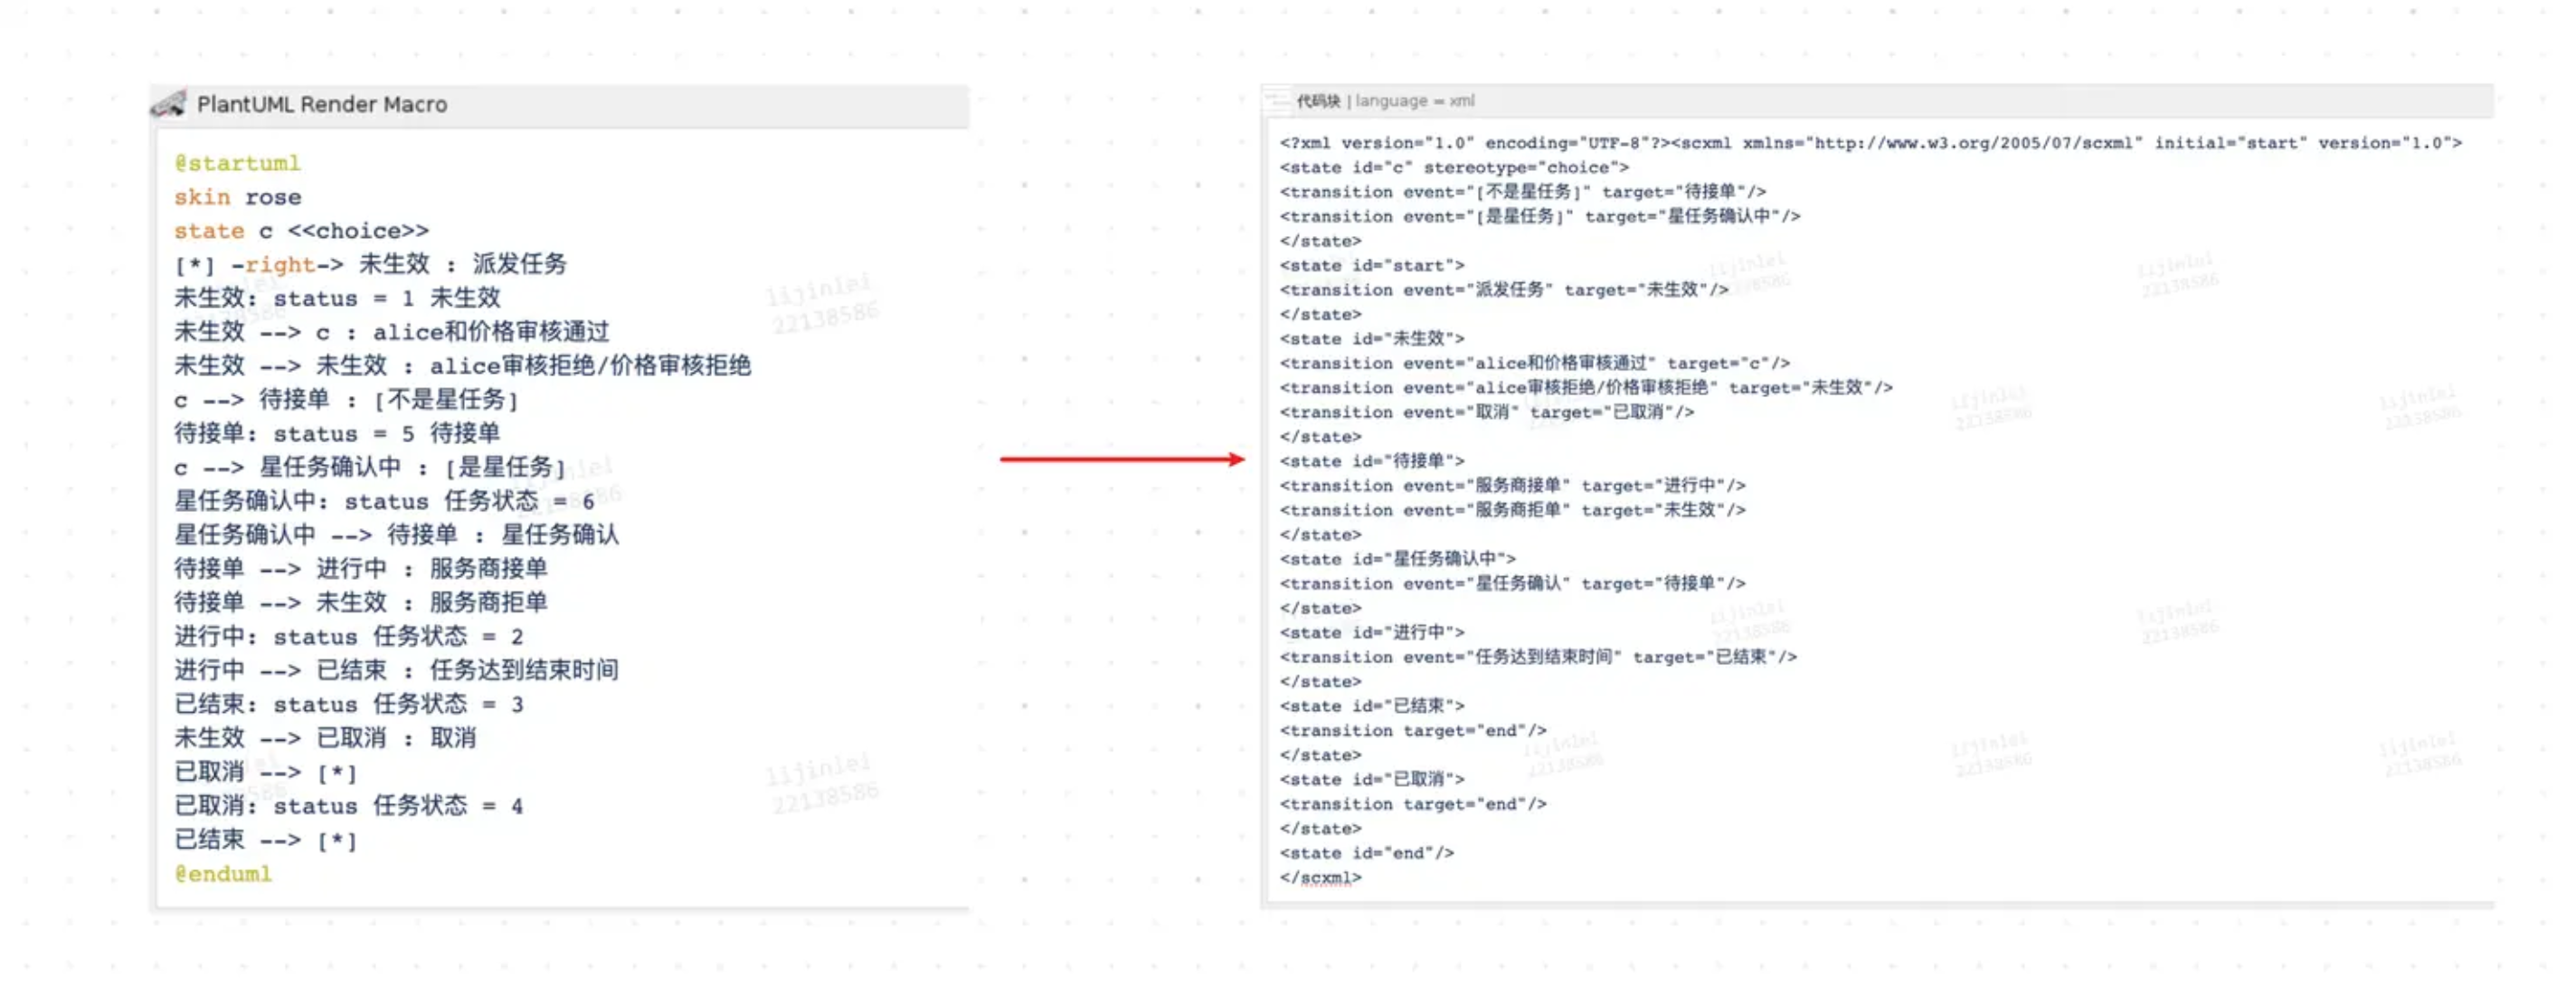 PlantUML Render Macro
@startuml
skin rose
state c <<choice>>
[*] -right-> 未生效 : 派发任务
未生效: status = 1 未生效
未生效 --> c : alice和价格审核通过
未生效 --> 未生效 : alice审核拒绝/价格审核拒绝
c --> 待接单 : [不是星任务]
待接单: status = 5 待接单
c --> 星任务确认中 : [是星任务]
星任务确认中: status 任务状态 = 6
星任务确认中 --> 待接单 : 星任务确认
待接单 --> 进行中 : 服务商接单
待接单 --> 未生效 : 服务商拒单
进行中: status 任务状态 = 2
进行中 --> 已结束 : 任务达到结束时间
已结束: status 任务状态 = 3
未生效 --> 已取消 : 取消
已取消 --> [*]
已取消: status 任务状态 = 4
已结束 --> [*]
@enduml
lijinlei
22138586
代码块 | language = xml
<?xml version="1.0" encoding="UTF-8"?><scxml xmlns="http://www.w3.org/2005/07/scxml" initial="start" version="1.0">
<state id="c" stereotype="choice">
<transition event="[不是星任务]" target="待接单"/>
<transition event="[是星任务]" target="星任务确认中"/>
</state>
<state id="start">
<transition event="派发任务" target="未生效"/>
</state>
<state id="未生效">
<transition event="alice和价格审核通过" target="c"/>
<transition event="alice审核拒绝/价格审核拒绝" target="未生效"/>
<transition event="取消" target="已取消"/>
</state>
<state id="待接单">
<transition event="服务商接单" target="进行中"/>
<transition event="服务商拒单" target="未生效"/>
</state>
<state id="星任务确认中">
<transition event="星任务确认" target="待接单"/>
</state>
<state id="进行中">
<transition event="任务达到结束时间" target="已结束"/>
</state>
<state id="已结束">
<transition target="end"/>
</state>
<state id="已取消">
<transition target="end"/>
</state>
<state id="end"/>
</scxml>